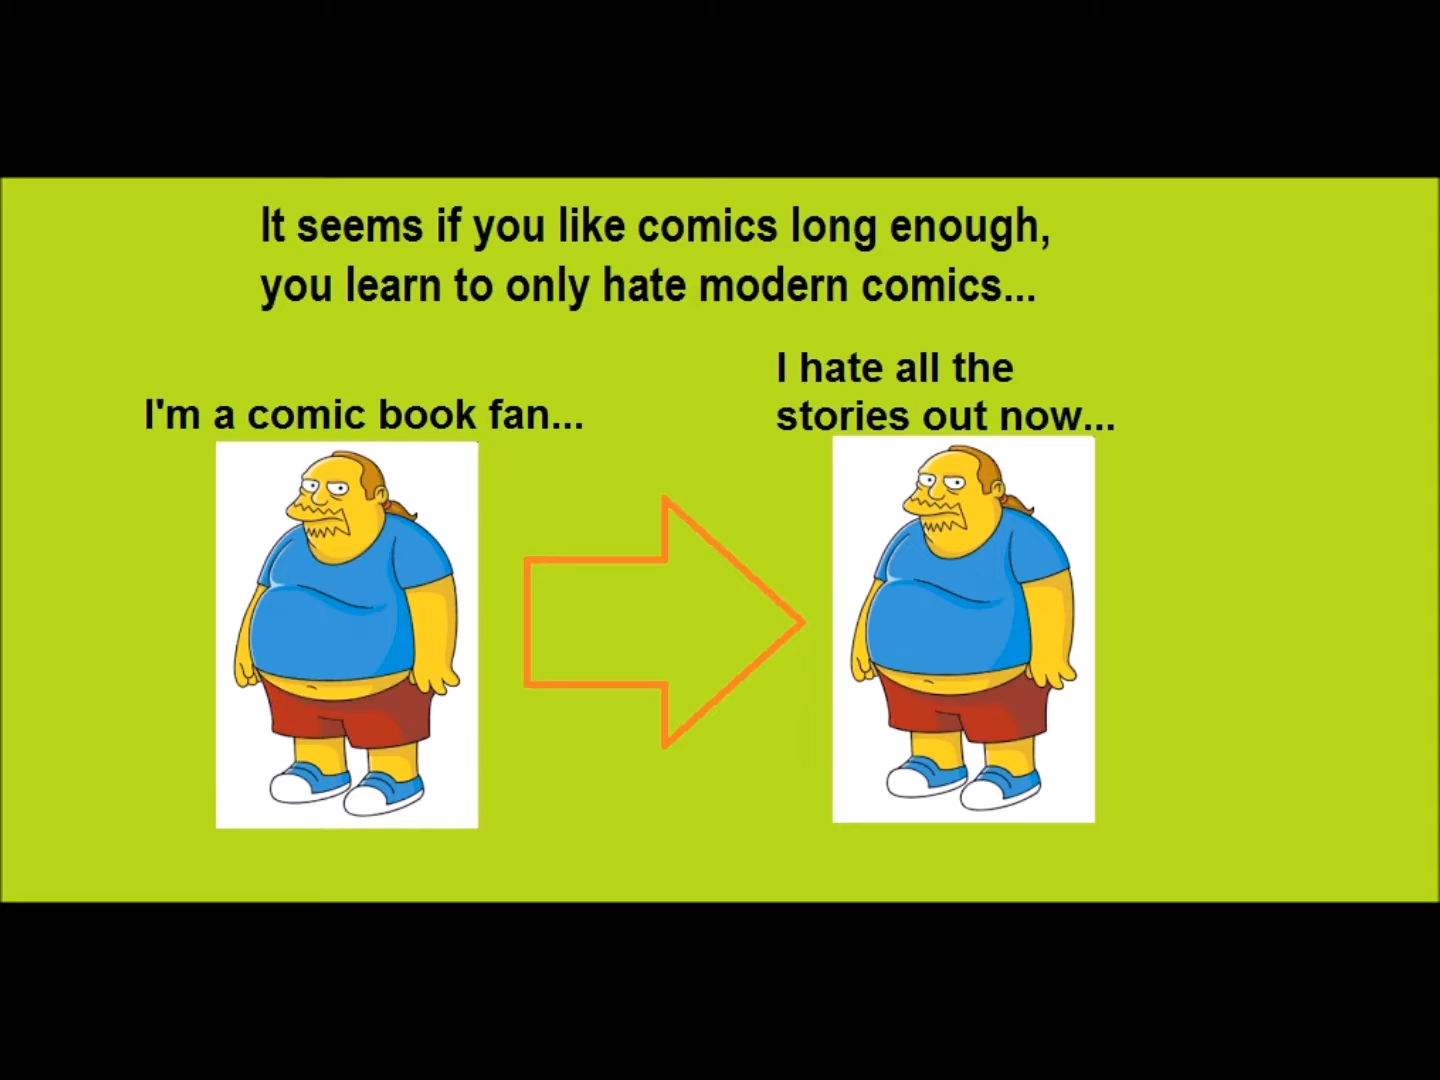 It seems if you like comics long enough,
you learn to only hate modern comics...
I'm a comic book fan...
I hate all the
stories out now...